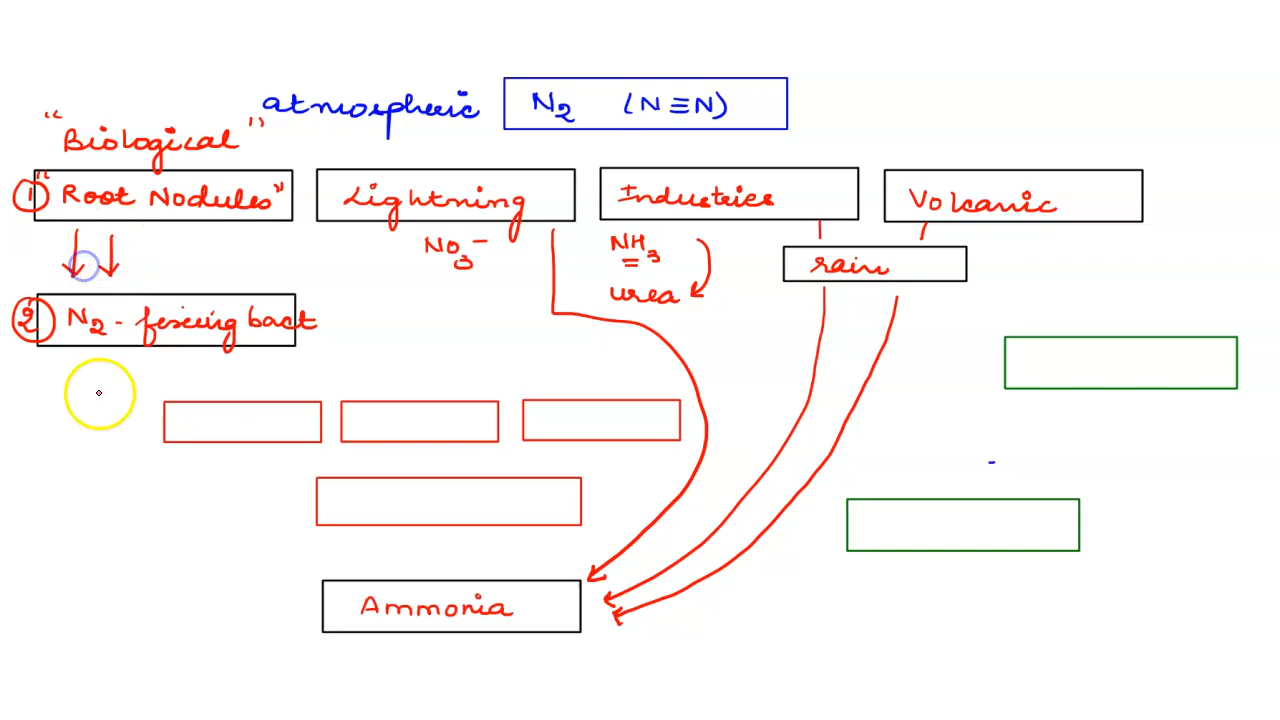 atmospheric N2 (N≡N)
"Biological"
① "Root Nodules"
Lightning
Industries
Volcanic
NO3−
NH3
urea
rain
② N2 - fixing bact
Ammonia